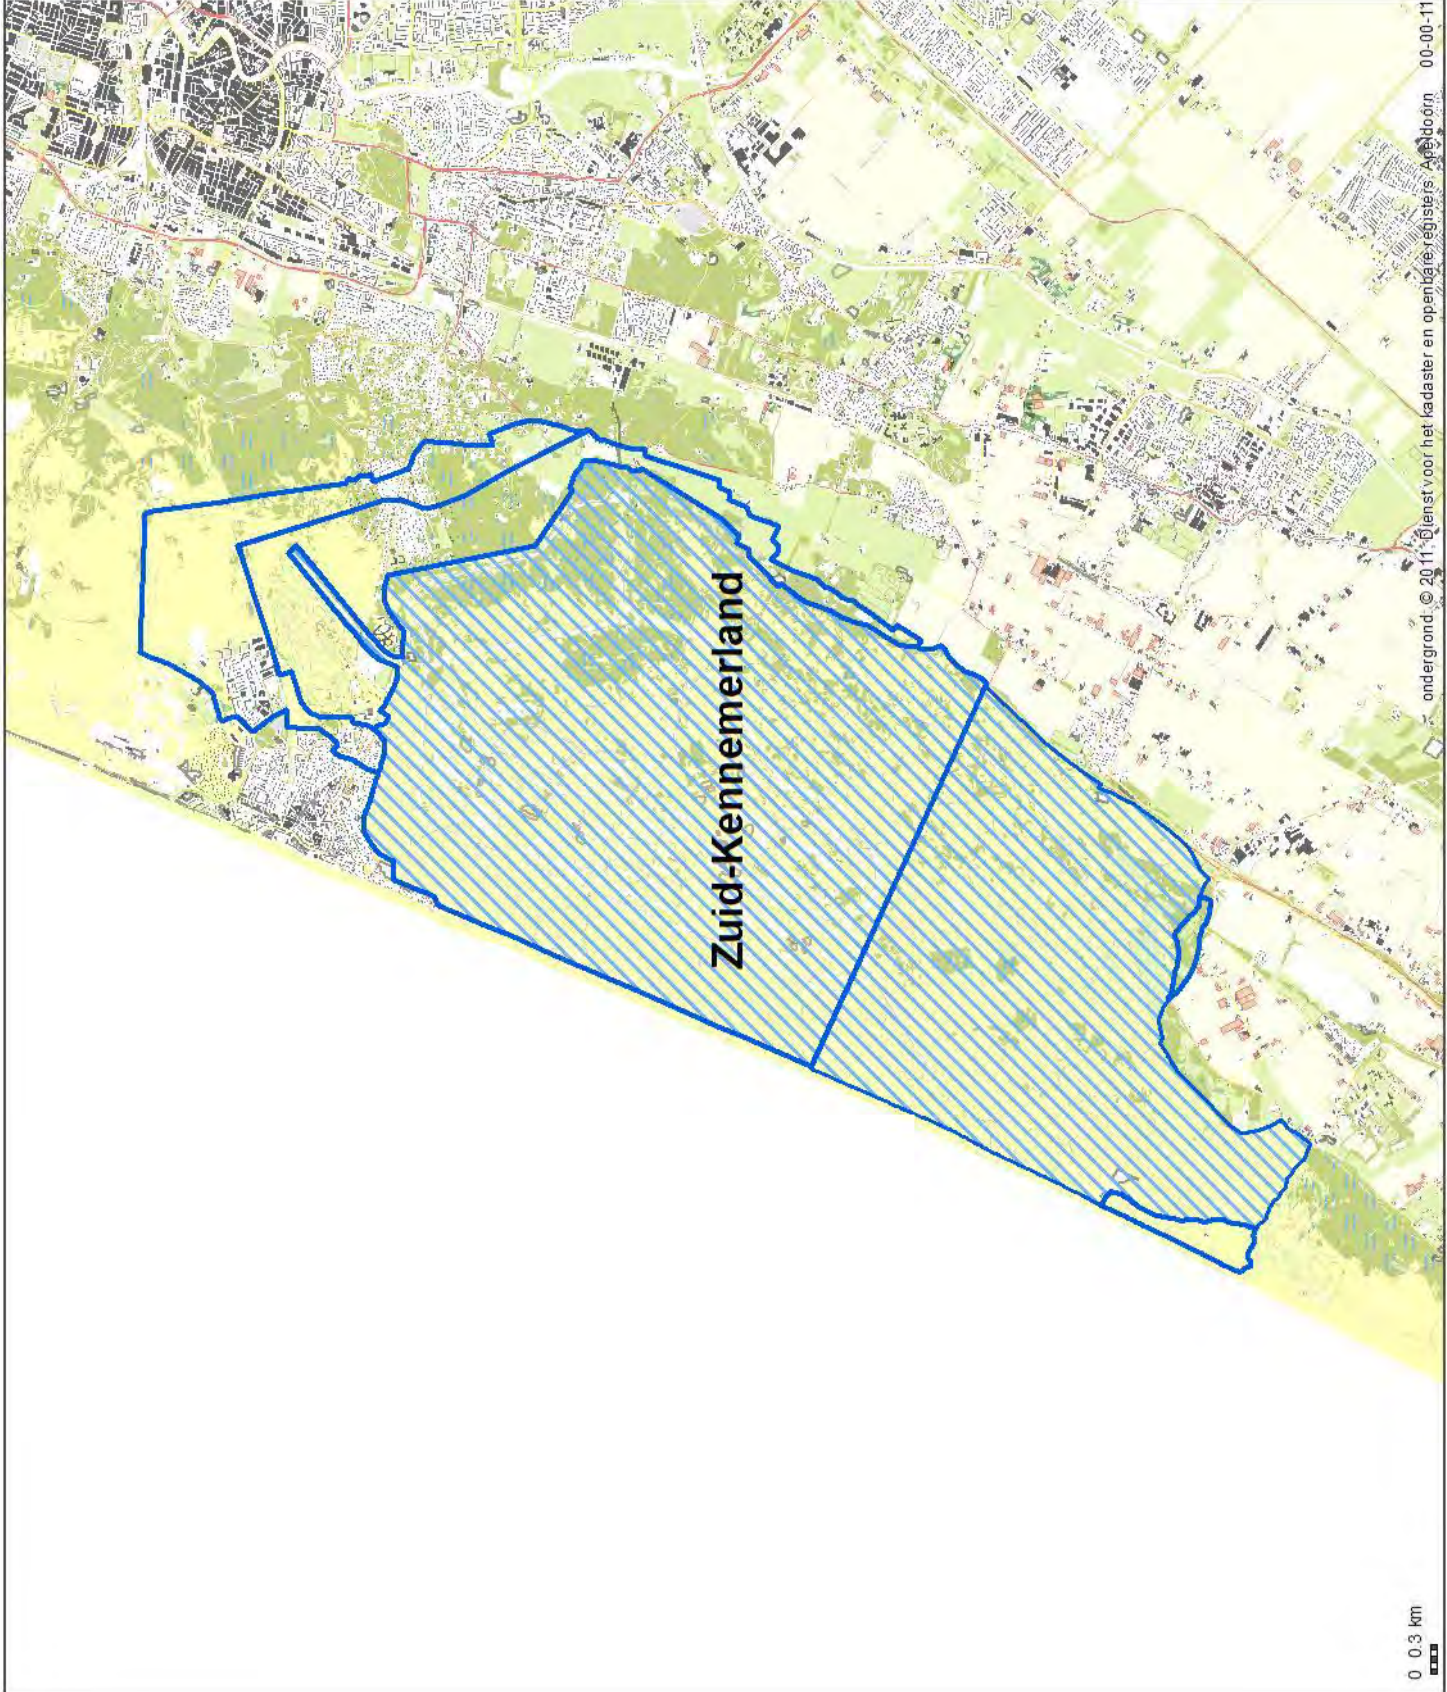 Zuid-Kennemerland
0 0.3 km
ondergrond © 2011, Dienst voor het kadaster en openbare registers, Apeldoorn 00-00-11